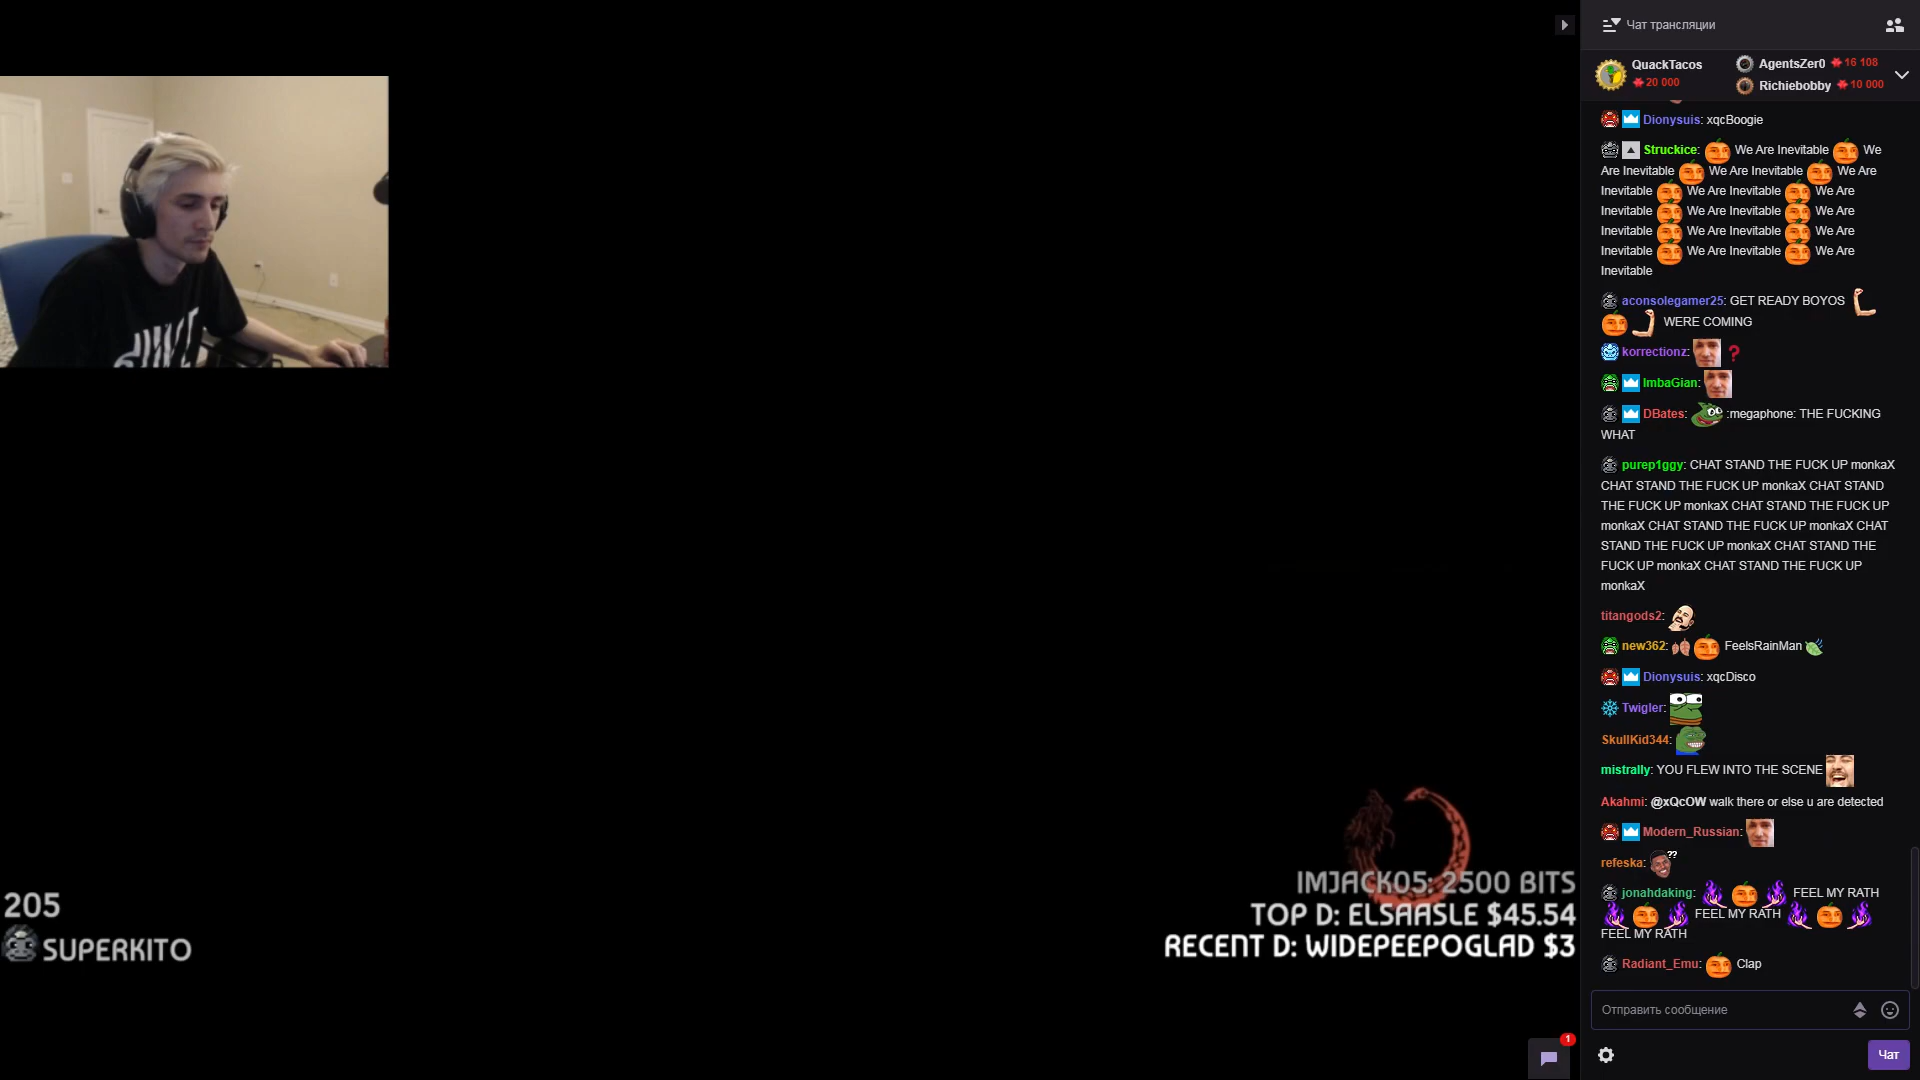 Чат трансляции
QuackTacos
20 000
AgentsZer0 16 108
Richiebobby 10 000
Dionysuis: xqcBoogie
Struckice: We Are Inevitable We
Are Inevitable We Are Inevitable We Are
Inevitable We Are Inevitable We Are
Inevitable We Are Inevitable We Are
Inevitable We Are Inevitable We Are
Inevitable We Are Inevitable We Are
Inevitable
aconsolegamer25: GET READY BOYOS
WERE COMING
korrectionz: ?
ImbaGian:
DBates: :megaphone: THE FUCKING
WHAT
purep1ggy: CHAT STAND THE FUCK UP monkaX
CHAT STAND THE FUCK UP monkaX CHAT STAND
THE FUCK UP monkaX CHAT STAND THE FUCK UP
monkaX CHAT STAND THE FUCK UP monkaX CHAT
STAND THE FUCK UP monkaX CHAT STAND THE
FUCK UP monkaX CHAT STAND THE FUCK UP
monkaX
titangods2:
new362: FeelsRainMan
Dionysuis: xqcDisco
Twigler:
SkullKid344:
mistrally: YOU FLEW INTO THE SCENE
Akahmi: @xQcOW walk there or else u are detected
Modern_Russian:
refeska: ??
jonahdaking: FEEL MY RATH
FEEL MY RATH
FEEL MY RATH
Radiant_Emu: Clap
Отправить сообщение
Чат
1
205
SUPERKITO
IMJACK05: 2500 BITS
TOP D: ELSAASLE $45.54
RECENT D: WIDEPEEPOGLAD $3